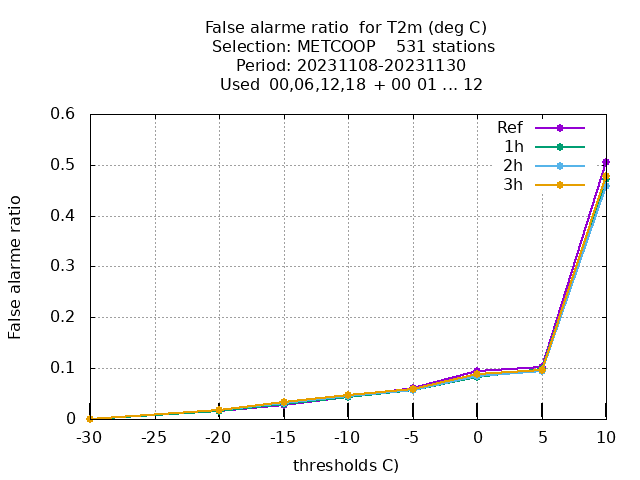 False alarme ratio  for T2m (deg C)
Selection: METCOOP    531 stations
Period: 20231108-20231130
Used  00,06,12,18  + 00 01 ... 12
Ref
1h
2h
3h
False alarme ratio
0.6
0.5
0.4
0.3
0.2
0.1
0
-30 -25 -20 -15 -10 -5 0 5 10
thresholds C)